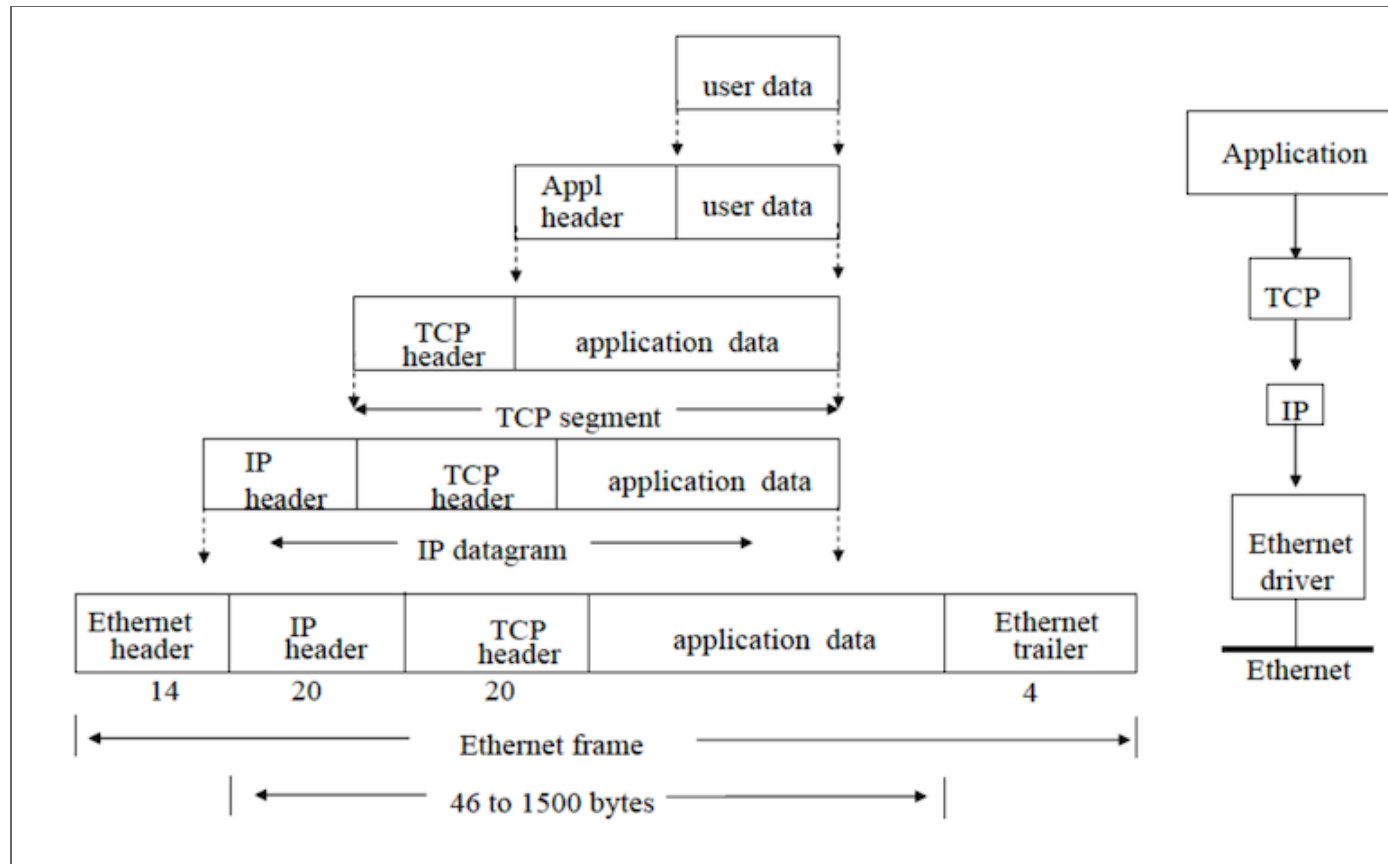 user data
Appl
header
user data
TCP
header
application data
TCP segment
IP
header
TCP
header
application data
IP datagram
Ethernet
header
IP
header
TCP
header
application data
Ethernet
trailer
14
20
20
4
Ethernet frame
46 to 1500 bytes
Application
TCP
IP
Ethernet
driver
Ethernet